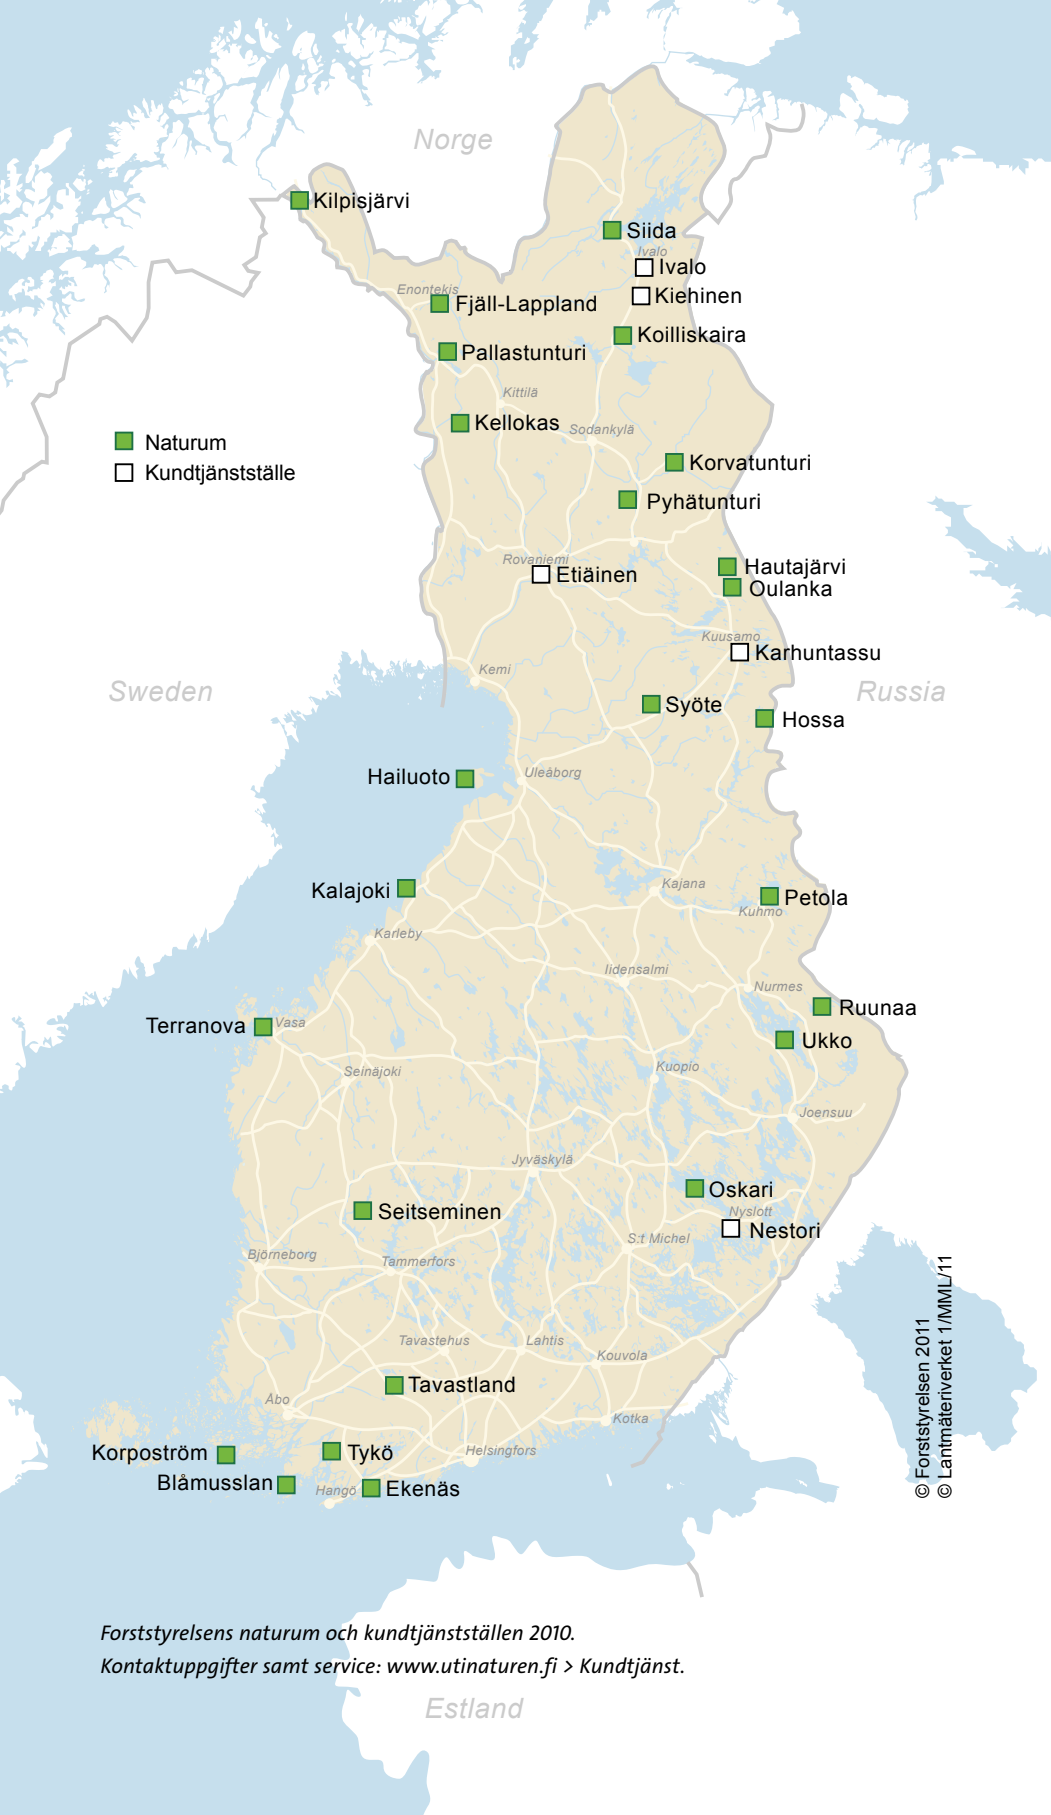 Norge
Kilpisjärvi
Siida
Ivalo
Ivalo
Enontekis
Kiehinen
Fjäll-Lappland
Koilliskaira
Pallastunturi
Kittilä
Kellokas
Sodankylä
Naturum
Korvatunturi
Kundtjänstställe
Pyhätunturi
Rovaniemi
Hautajärvi
Etiäinen
Oulanka
Kuusamo
Karhuntassu
Kemi
Sweden
Russia
Syöte
Hossa
Hailuoto
Uleåborg
Kajana
Kalajoki
Petola
Kuhmo
Karleby
Iidensalmi
Nurmes
Ruunaa
Terranova
Vasa
Ukko
Kuopio
Seinäjoki
Joensuu
Jyväskylä
Oskari
Seitseminen
Nyslott
Nestori
S:t Michel
Björneborg
Tammerfors
Tavastehus
Lahtis
Kouvola
Tavastland
Åbo
Kotka
Korpoström
Tykö
Helsingfors
Blåmusslan
Hangö
Ekenäs
© Forststyrelsen 2011
© Lantmäteriverket 1/MML/11
Forststyrelsens naturum och kundtjänstställen 2010.
Kontaktuppgifter samt service: www.utinaturen.fi > Kundtjänst.
Estland